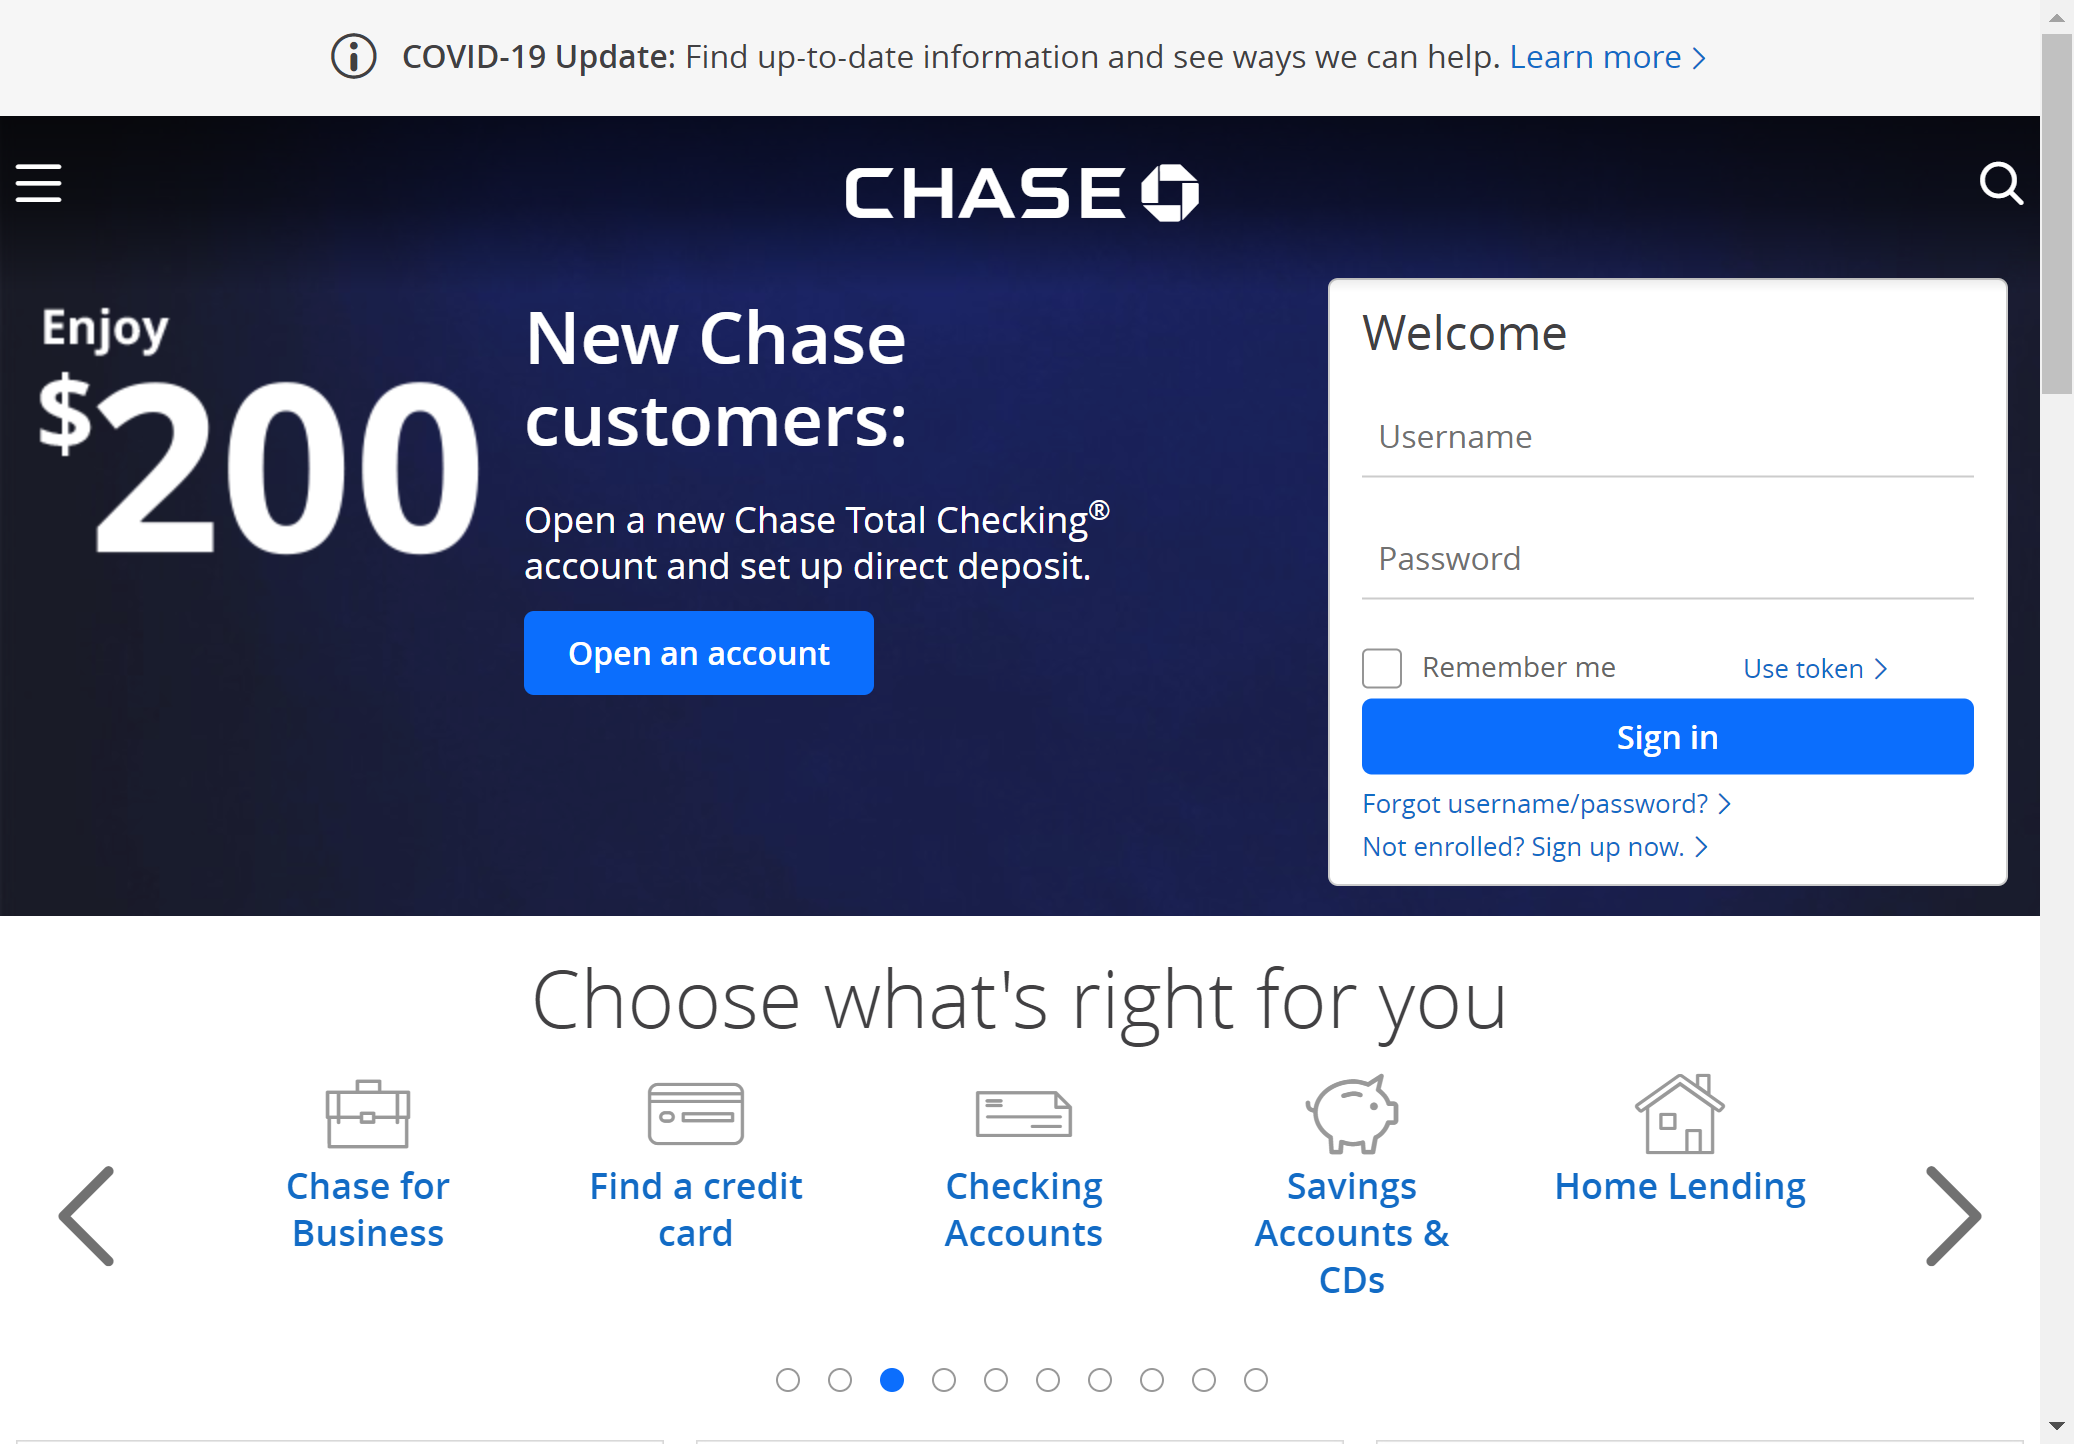 COVID-19 Update: Find up-to-date information and see ways we can help. Learn more
CHASE
Enjoy
$200
New Chase
customers:
Open a new Chase Total Checking®
account and set up direct deposit.
Open an account
Welcome
Username
Password
Remember me
Use token
Sign in
Forgot username/password?
Not enrolled? Sign up now.
Choose what's right for you
Chase for
Business
Find a credit
card
Checking
Accounts
Savings
Accounts &
CDs
Home Lending